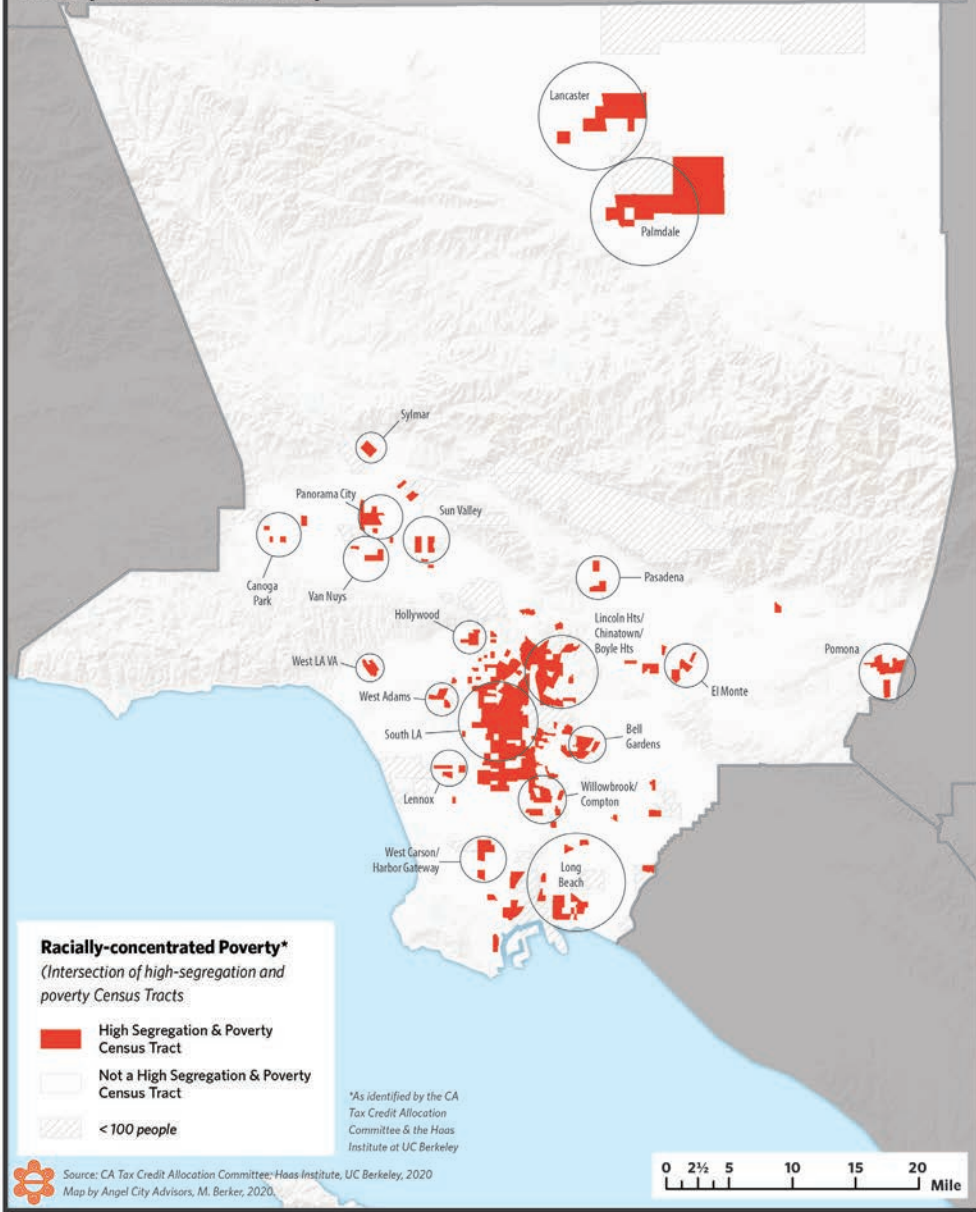 Lancaster
Palmdale
Sylmar
Panorama City
Sun Valley
Canoga
Park
Van Nuys
Pasadena
Hollywood
Lincoln Hts/
Chinatown/
Boyle Hts
West LA VA
El Monte
Pomona
West Adams
South LA
Bell
Gardens
Lennox
Willowbrook/
Compton
West Carson/
Harbor Gateway
Long
Beach
Racially-concentrated Poverty*
(Intersection of high-segregation and
poverty Census Tracts
High Segregation & Poverty
Census Tract
Not a High Segregation & Poverty
Census Tract
< 100 people
*As identified by the CA
Tax Credit Allocation
Committee & the Haas
Institute at UC Berkeley
Source: CA Tax Credit Allocation Committee; Haas Institute, UC Berkeley, 2020
Map by Angel City Advisors, M. Berker, 2020.
0 2½ 5 10 15 20
Mile